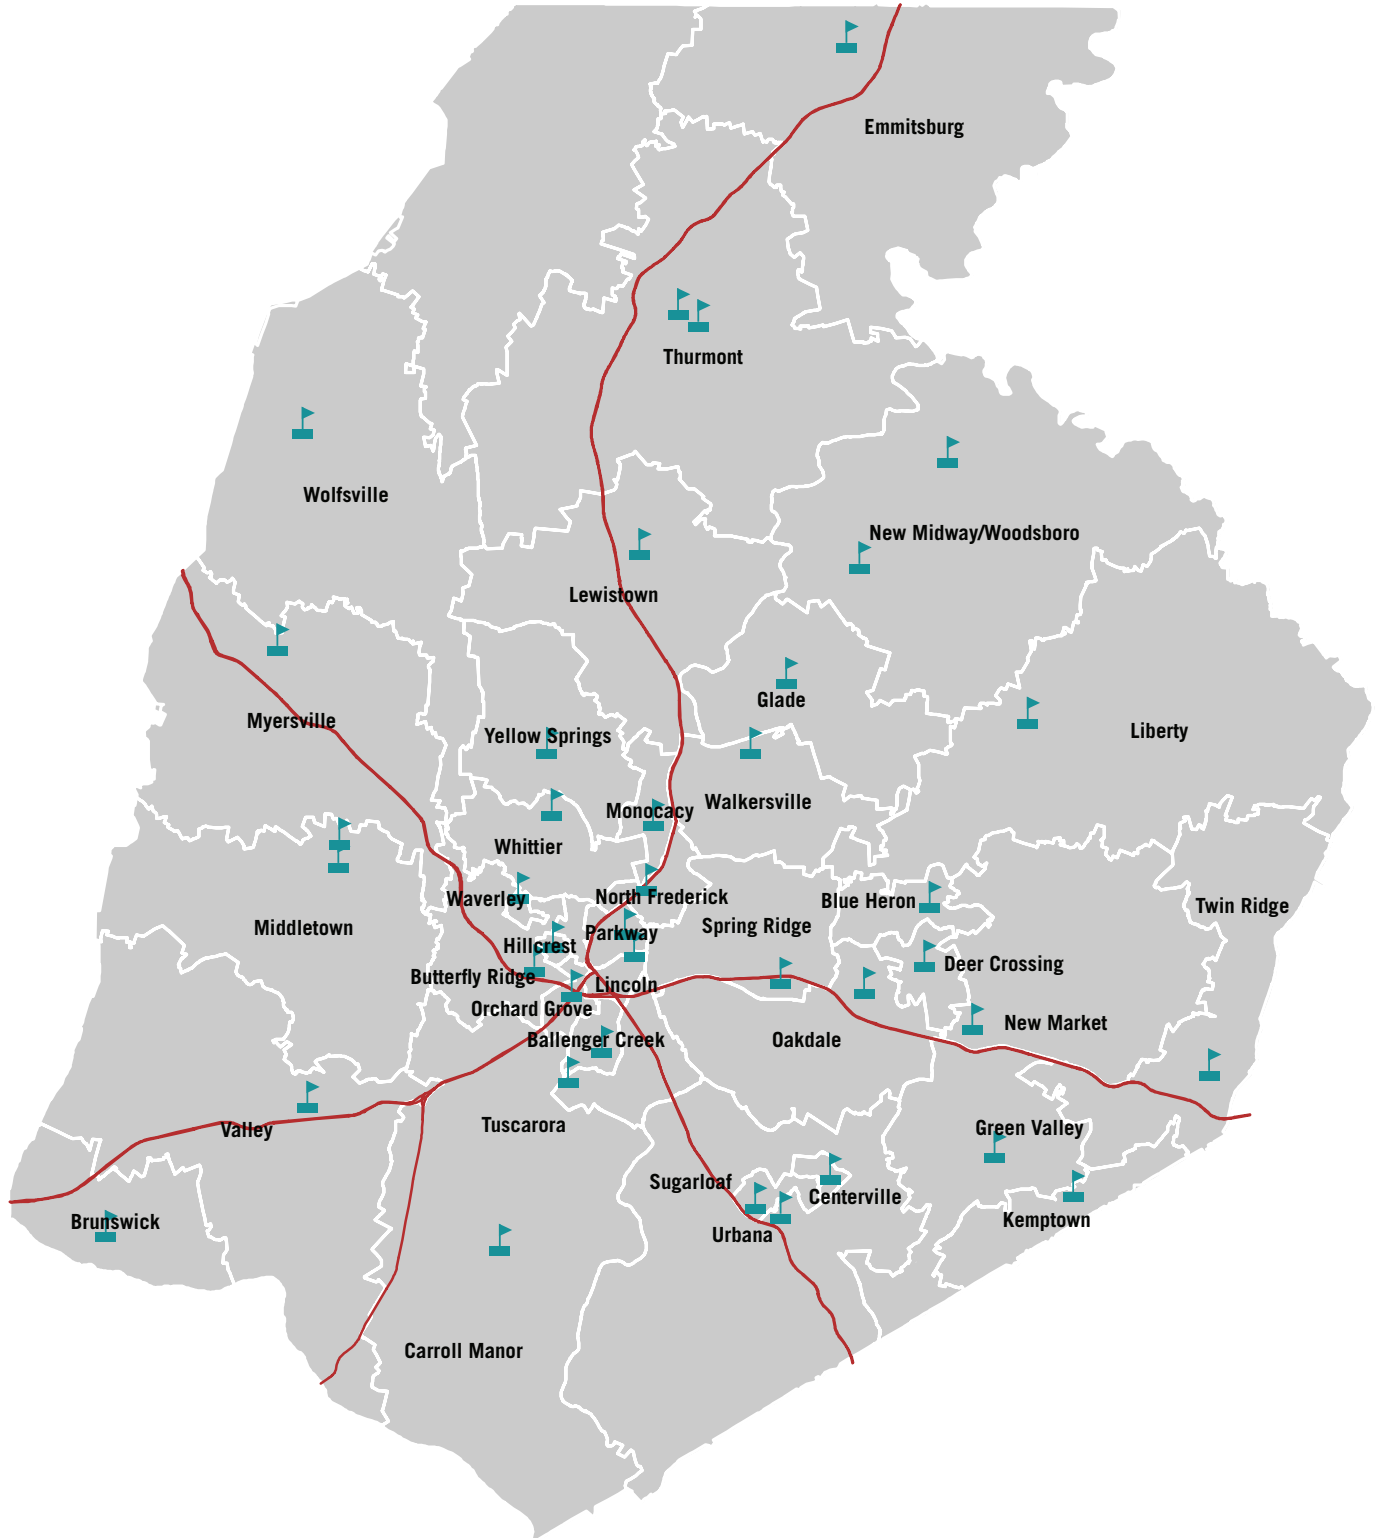 Emmitsburg
Thurmont
Wolfsville
New Midway/Woodsboro
Lewistown
Glade
Myersville
Liberty
Yellow Springs
Walkersville
Monocacy
Whittier
North Frederick
Waverley
Blue Heron
Twin Ridge
Middletown
Spring Ridge
Parkway
Hillcrest
Deer Crossing
Butterfly Ridge
Lincoln
Orchard Grove
New Market
Ballenger Creek
Oakdale
Tuscarora
Green Valley
Valley
Sugarloaf
Centerville
Brunswick
Kemptown
Urbana
Carroll Manor